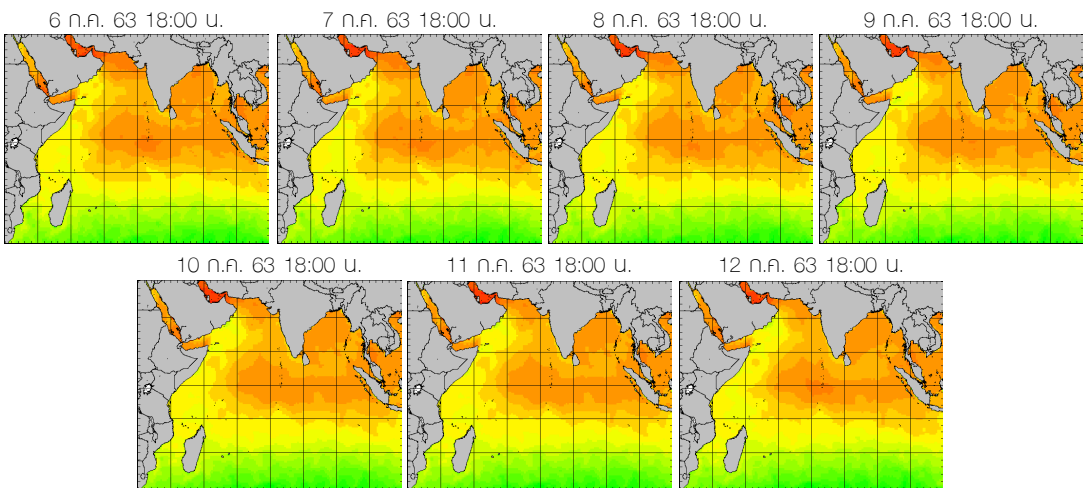 6 ก.ค. 63 18:00 น.
7 ก.ค. 63 18:00 น.
8 ก.ค. 63 18:00 น.
9 ก.ค. 63 18:00 น.
10 ก.ค. 63 18:00 น.
11 ก.ค. 63 18:00 น.
12 ก.ค. 63 18:00 น.